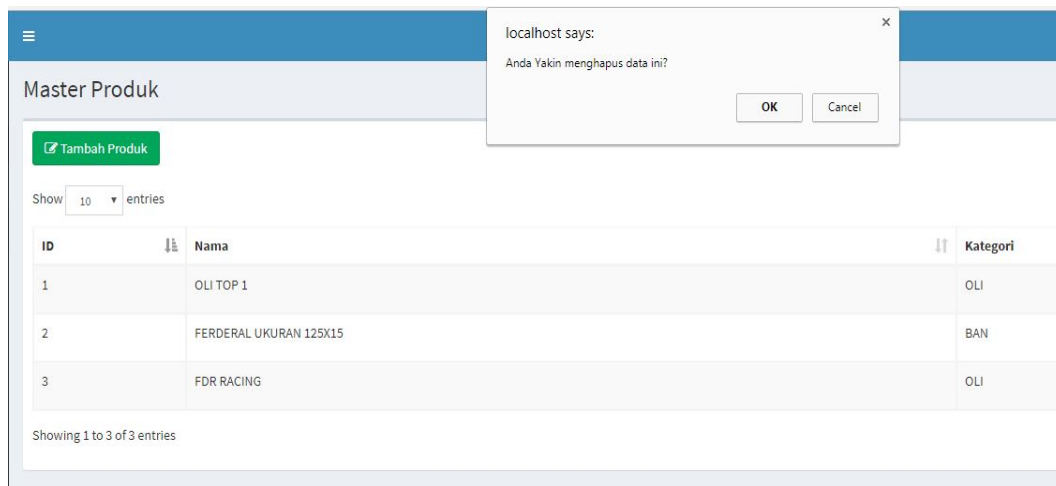 localhost says:
Anda Yakin menghapus data ini?
OK Cancel
Master Produk
Tambah Produk
Show 10 entries
ID Nama Kategori
1 OLI TOP 1 OLI
2 FERDERAL UKURAN 125X15 BAN
3 FDR RACING OLI
Showing 1 to 3 of 3 entries